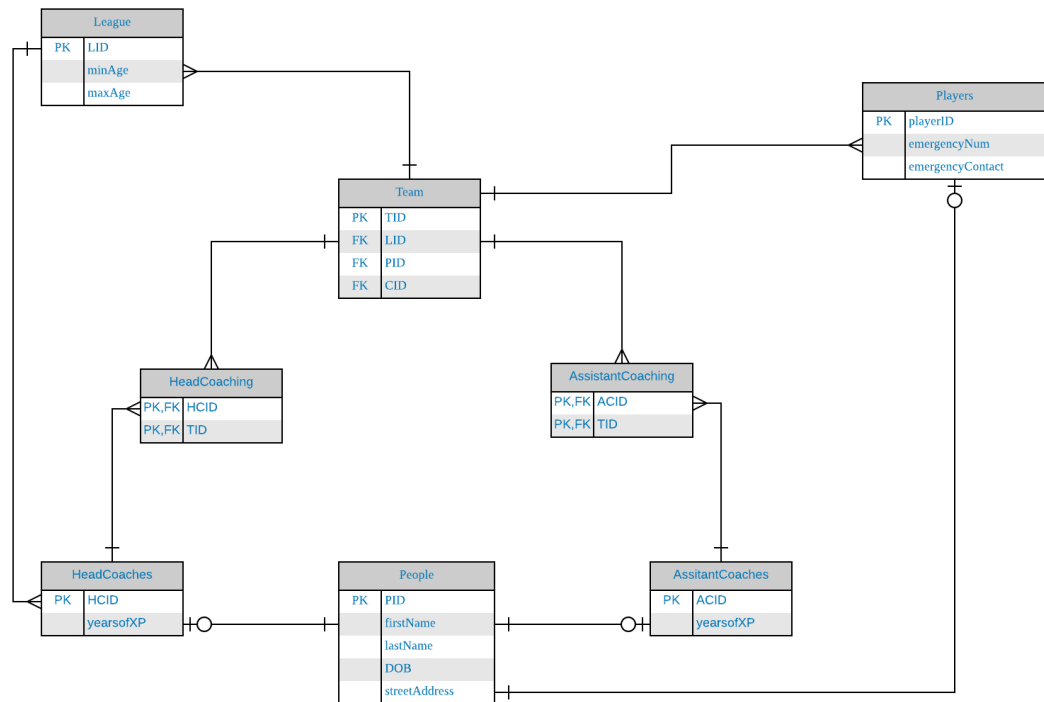 League
PK LID
minAge
maxAge
Players
PK playerID
emergencyNum
emergencyContact
Team
PK TID
FK LID
FK PID
FK CID
HeadCoaching
PK,FK HCID
PK,FK TID
AssistantCoaching
PK,FK ACID
PK,FK TID
HeadCoaches
PK HCID
yearsofXP
People
PK PID
firstName
lastName
DOB
streetAddress
AssitantCoaches
PK ACID
yearsofXP